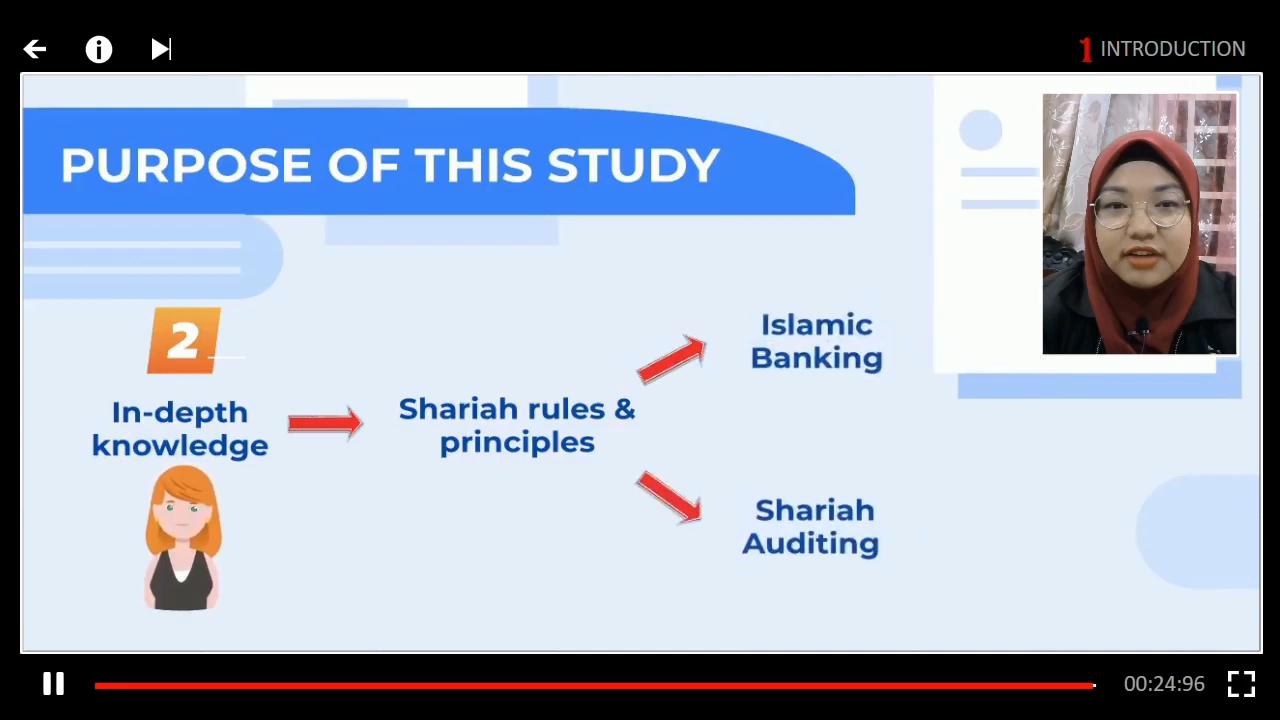 1 INTRODUCTION
PURPOSE OF THIS STUDY
2
In-depth
knowledge
Shariah rules &
principles
Islamic
Banking
Shariah
Auditing
00:24:96